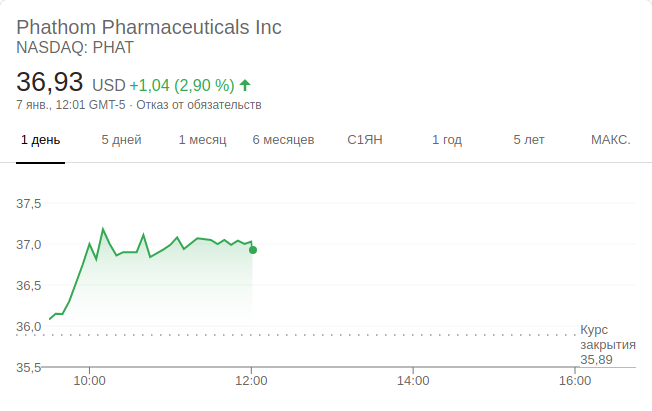 Phathom Pharmaceuticals Inc
NASDAQ: PHAT
36,93 USD +1,04 (2,90 %)
7 янв., 12:01 GMT-5 · Отказ от обязательств
1 день 5 дней 1 месяц 6 месяцев С1ЯН 1 год 5 лет МАКС.
37,5
37,0
36,5
36,0
Курс
закрытия
35,89
35,5
10:00 12:00 14:00 16:00